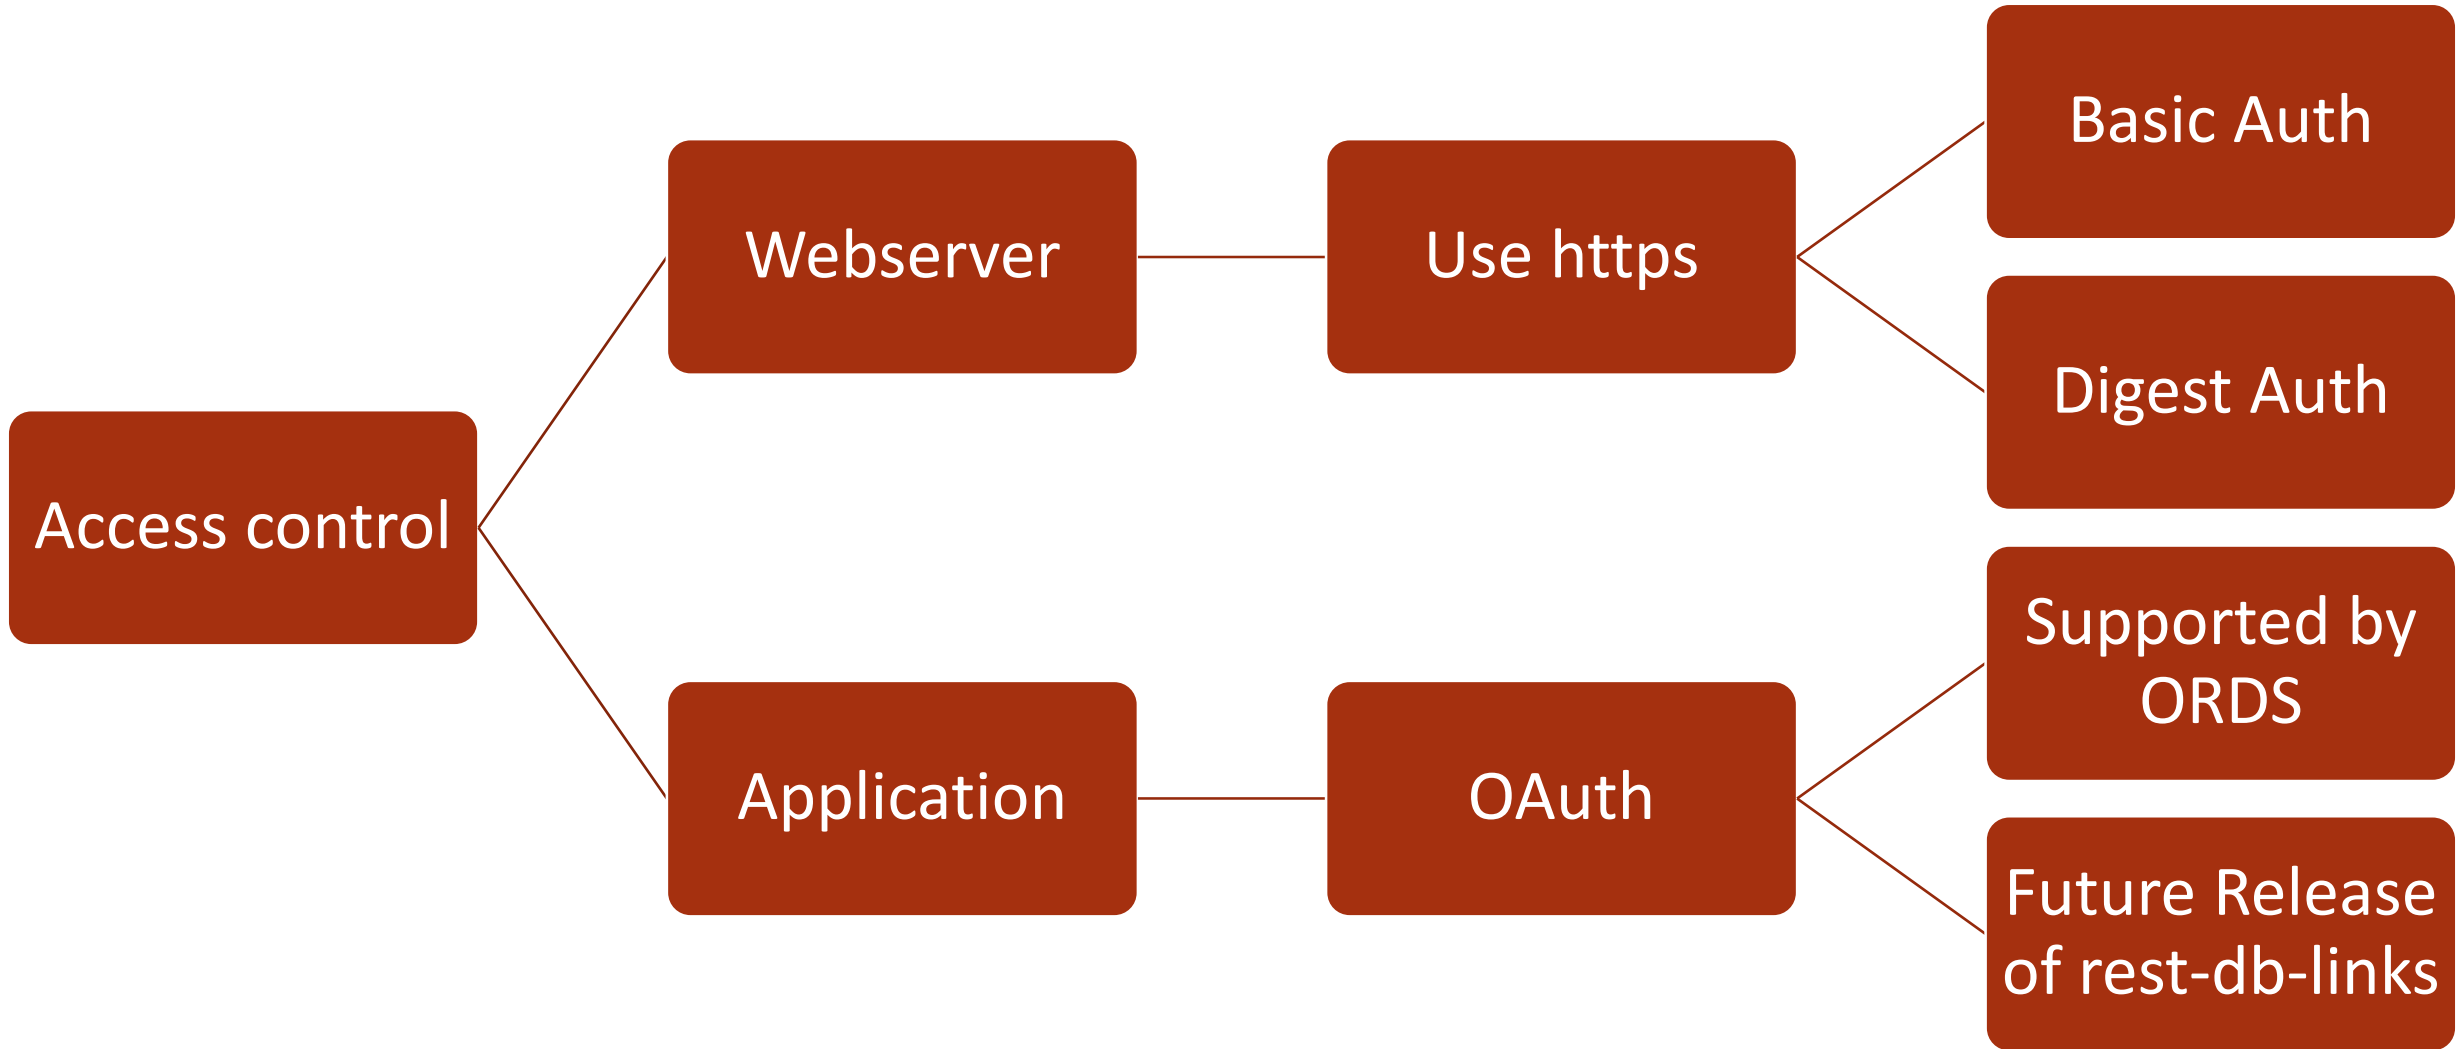 Access control
Webserver
Use https
Basic Auth
Digest Auth
Application
OAuth
Supported by
ORDS
Future Release
of rest-db-links